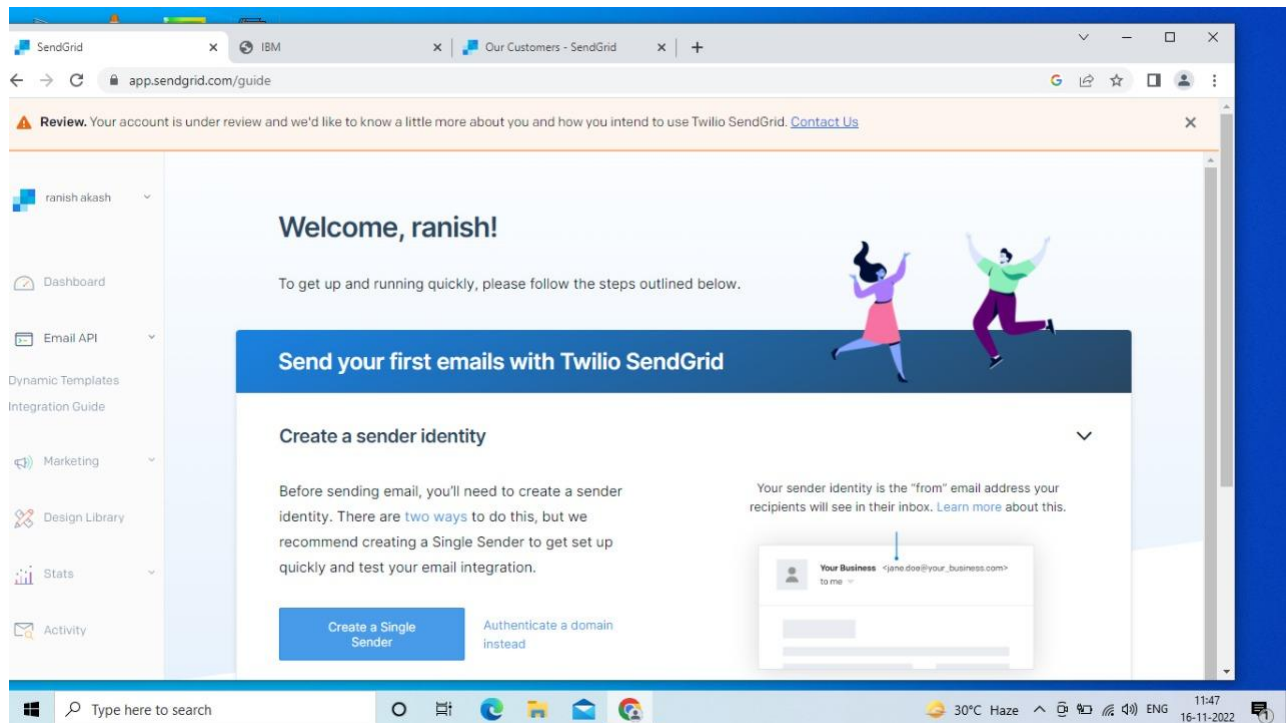 SendGrid
IBM
Our Customers - SendGrid
app.sendgrid.com/guide
Review. Your account is under review and we'd like to know a little more about you and how you intend to use Twilio SendGrid. Contact Us
ranish akash
Dashboard
Email API
Dynamic Templates
Integration Guide
Marketing
Design Library
Stats
Activity
Welcome, ranish!
To get up and running quickly, please follow the steps outlined below.
Send your first emails with Twilio SendGrid
Create a sender identity
Before sending email, you'll need to create a sender
identity. There are two ways to do this, but we
recommend creating a Single Sender to get set up
quickly and test your email integration.
Create a Single
Sender
Authenticate a domain
instead
Your sender identity is the "from" email address your
recipients will see in their inbox. Learn more about this.
Your Business <jane.doe@your_business.com>
to me
Type here to search
30°C Haze
ENG
11:47
16-11-2022